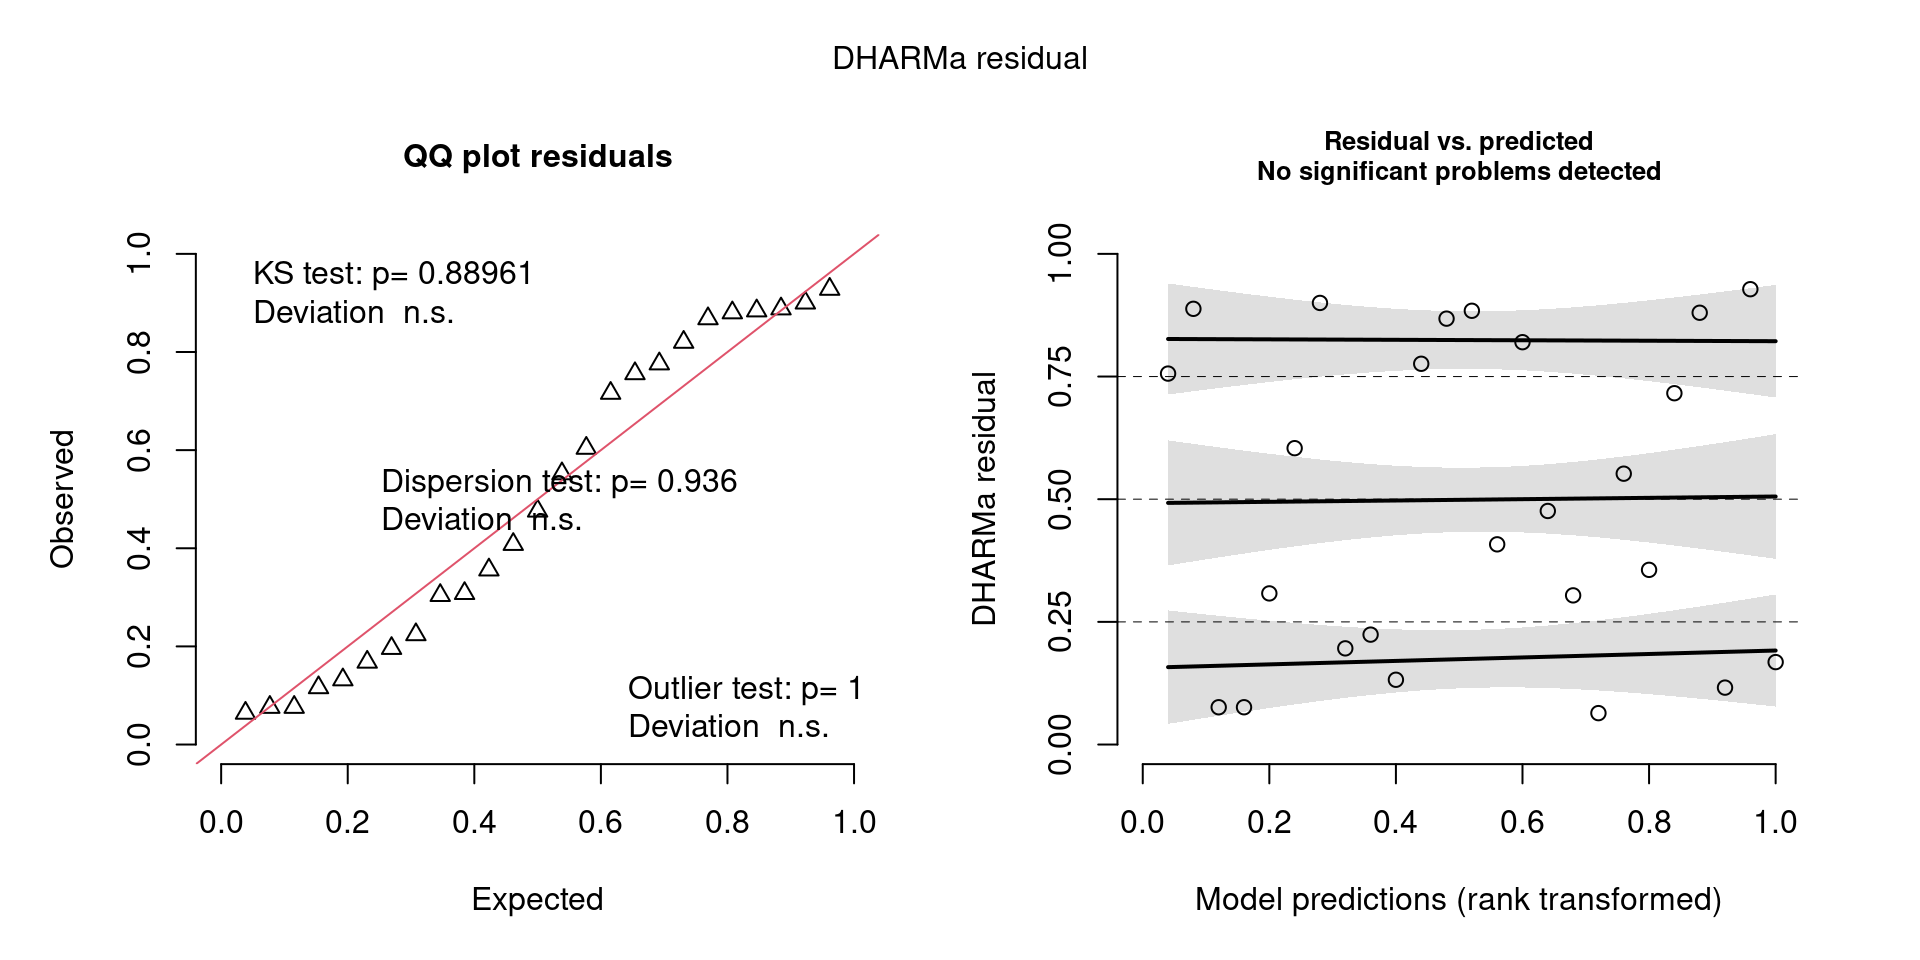 DHARMa residual
QQ plot residuals
KS test: p= 0.88961
Deviation  n.s.
Dispersion test: p= 0.936
Deviation  n.s.
Outlier test: p= 1
Deviation  n.s.
Observed
0.0 0.2 0.4 0.6 0.8 1.0
0.0 0.2 0.4 0.6 0.8 1.0
Expected
Residual vs. predicted
No significant problems detected
DHARMa residual
0.00 0.25 0.50 0.75 1.00
0.0 0.2 0.4 0.6 0.8 1.0
Model predictions (rank transformed)